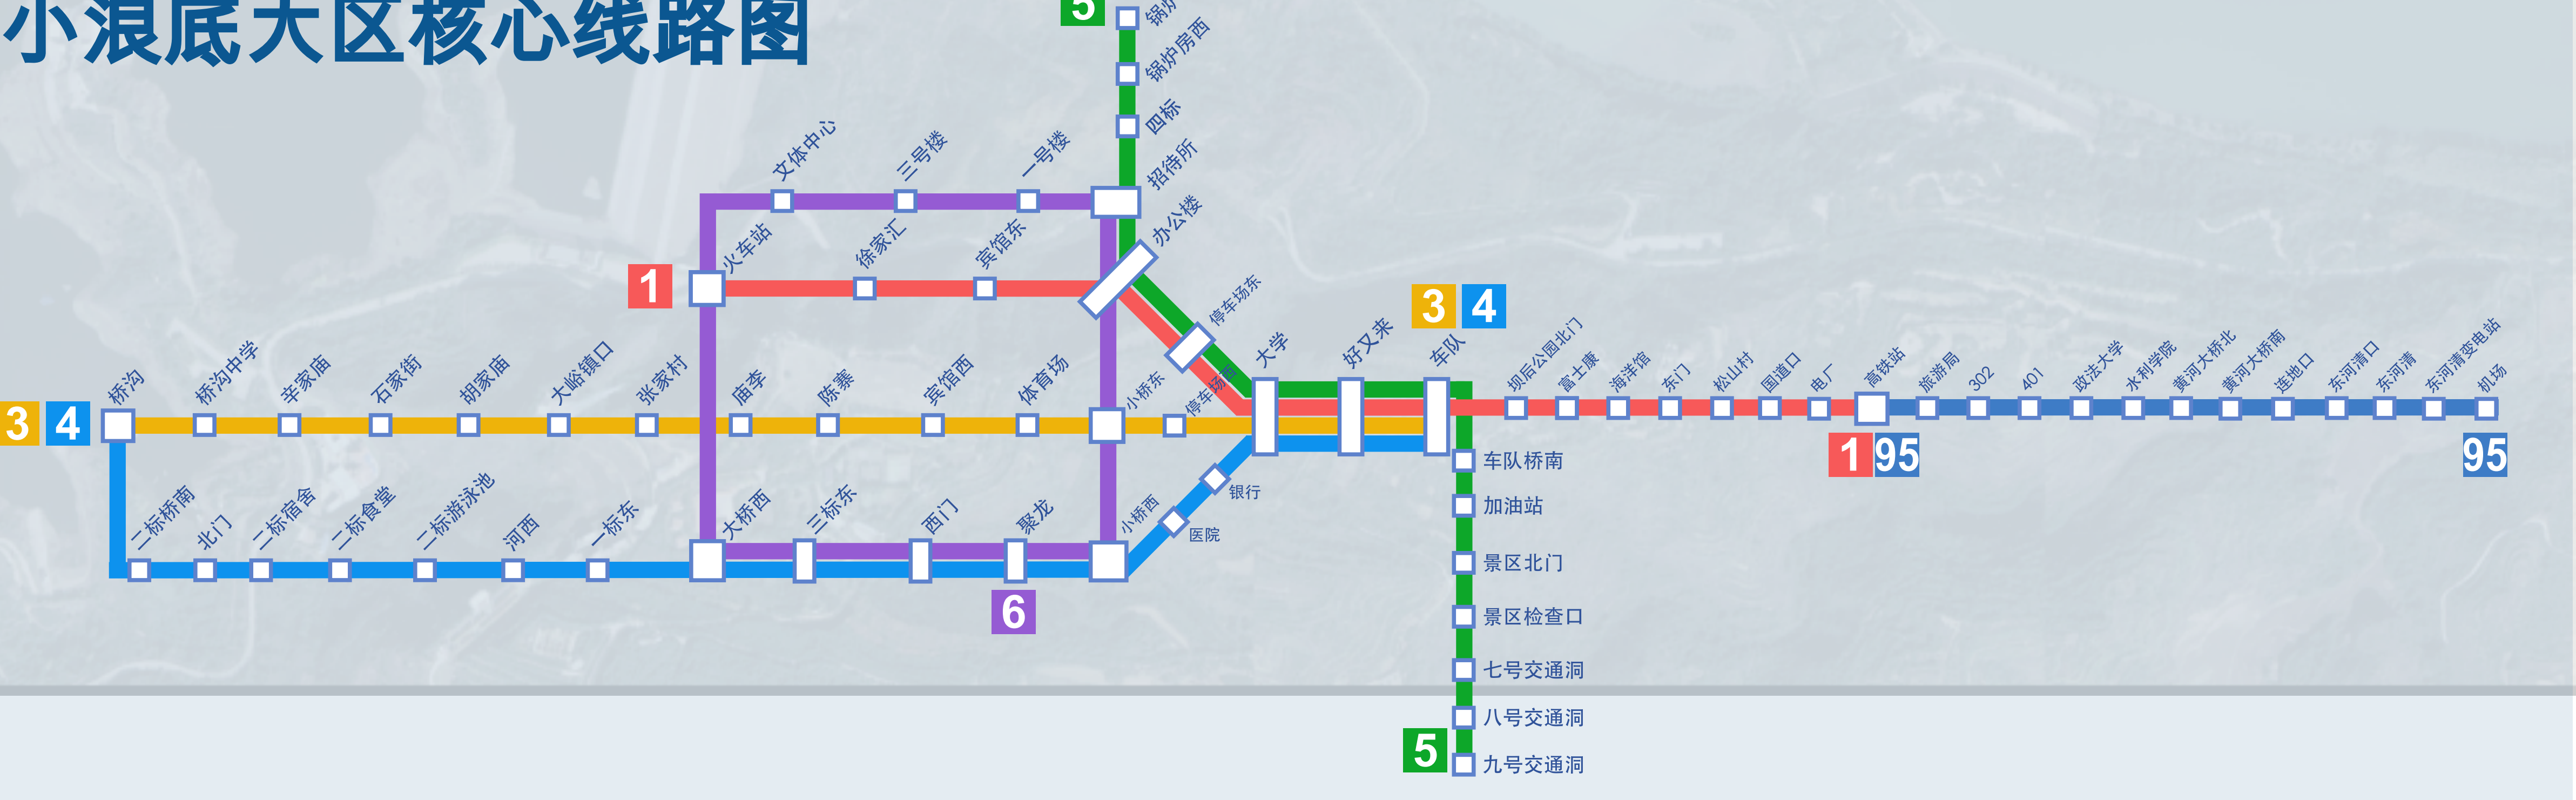 小浪底大区核心线路图
5
锅炉
锅炉房西
四标
招待所
办公楼
文体中心
三号楼
一号楼
1
火车站
徐家汇
宾馆东
停车场东
3
4
大学
好又来
车队
3
4
桥沟
桥沟中学
辛家庙
石家街
胡家庙
大峪镇口
张家村
庙李
陈寨
宾馆西
体育场
小桥东
停车场西
坝后公园北门
富士康
海洋馆
东门
松山村
国道口
电厂
高铁站
旅游局
302
401
政法大学
水利学院
黄河大桥北
黄河大桥南
连地口
东河清口
东河清
东河清变电站
机场
1
95
95
二标桥南
北门
二标宿舍
二标食堂
二标游泳池
河西
一标东
大桥西
三标东
西门
聚龙
小桥西
银行
医院
6
车队桥南
加油站
景区北门
景区检查口
七号交通洞
八号交通洞
5
九号交通洞